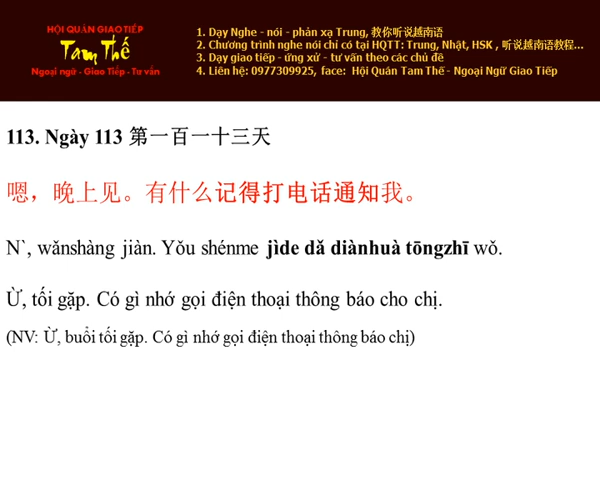 HỘI QUÁN GIAO TIẾP
Tam Thế
Ngoại ngữ - Giao Tiếp - Tư vấn
1. Dạy Nghe - nói - phản xạ Trung, 教你听说越南语
2. Chương trình nghe nói chỉ có tại HQTT: Trung, Nhật, HSK , 听说越南语教程...
3. Dạy giao tiếp - ứng xử - tư vấn theo các chủ đề
4. Liên hệ: 0977309925, face: Hội Quán Tam Thế - Ngoại Ngữ Giao Tiếp
113. Ngày 113 第一百一十三天
嗯，晚上见。有什么记得打电话通知我。
N`, wǎnshàng jiàn. Yǒu shénme jìde dǎ diànhuà tōngzhī wǒ.
Ừ, tối gặp. Có gì nhớ gọi điện thoại thông báo cho chị.
(NV: Ừ, buổi tối gặp. Có gì nhớ gọi điện thoại thông báo chị)